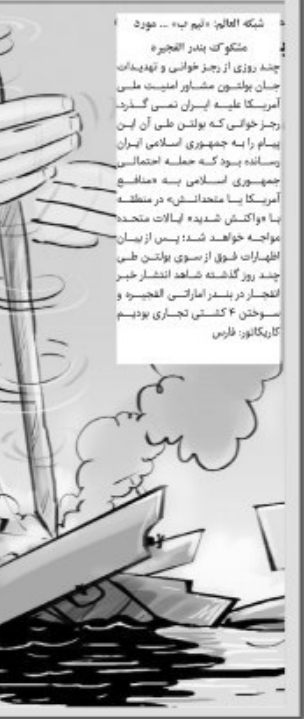 شبکه العالم: «تیم ب» ... مورد
مشکوک بندر الفجیره
چند روزی از رجز خوانی و تهدیدات
جان بولتون مشاور امنیت ملی
آمریکا علیه ایران نمی گذرد.
رجز خوانی که بولتن طی آن این
پیام را به جمهوری اسلامی ایران
رسانده بود که حمله احتمالی
جمهوری اسلامی به «منافع
آمریکا یا متحدانش» در منطقه
با «واکنش شدید» ایالات متحده
مواجه خواهد شد؛ پس از بیان
اظهارات فوق از سوی بولتن طی
چند روز گذشته شاهد انتشار خبر
انفجار در بندر اماراتی الفجیره و
سوختن ۴ کشتی تجاری بودیم.
کاریکاتور: فارس